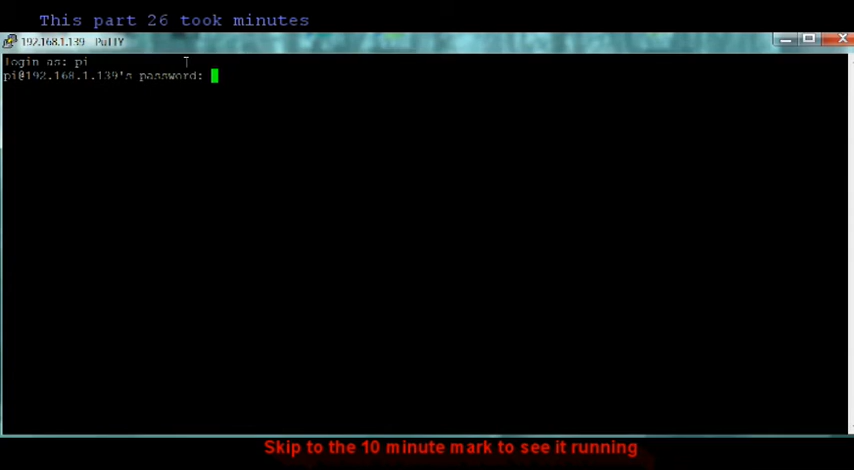 This part 26 took minutes
192.168.1.139 PuTTY
login as: pi
pi@192.168.1.139's password:
Skip to the 10 minute mark to see it running